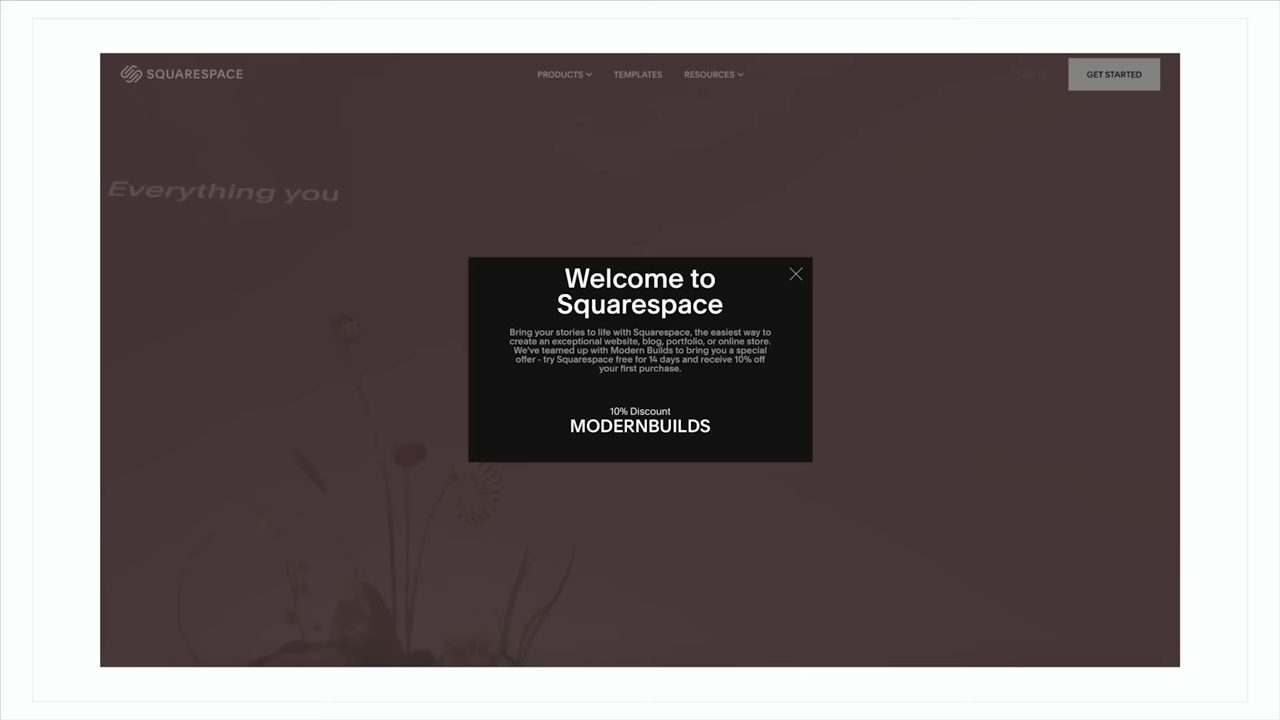 SQUARESPACE
PRODUCTS
TEMPLATES
RESOURCES
GET STARTED
Everything you
Welcome to
Squarespace
Bring your stories to life with Squarespace, the easiest way to
create an exceptional website, blog, portfolio, or online store.
We've teamed up with Modern Builds to bring you a special
offer - try Squarespace free for 14 days and receive 10% off
your first purchase.
10% Discount
MODERNBUILDS